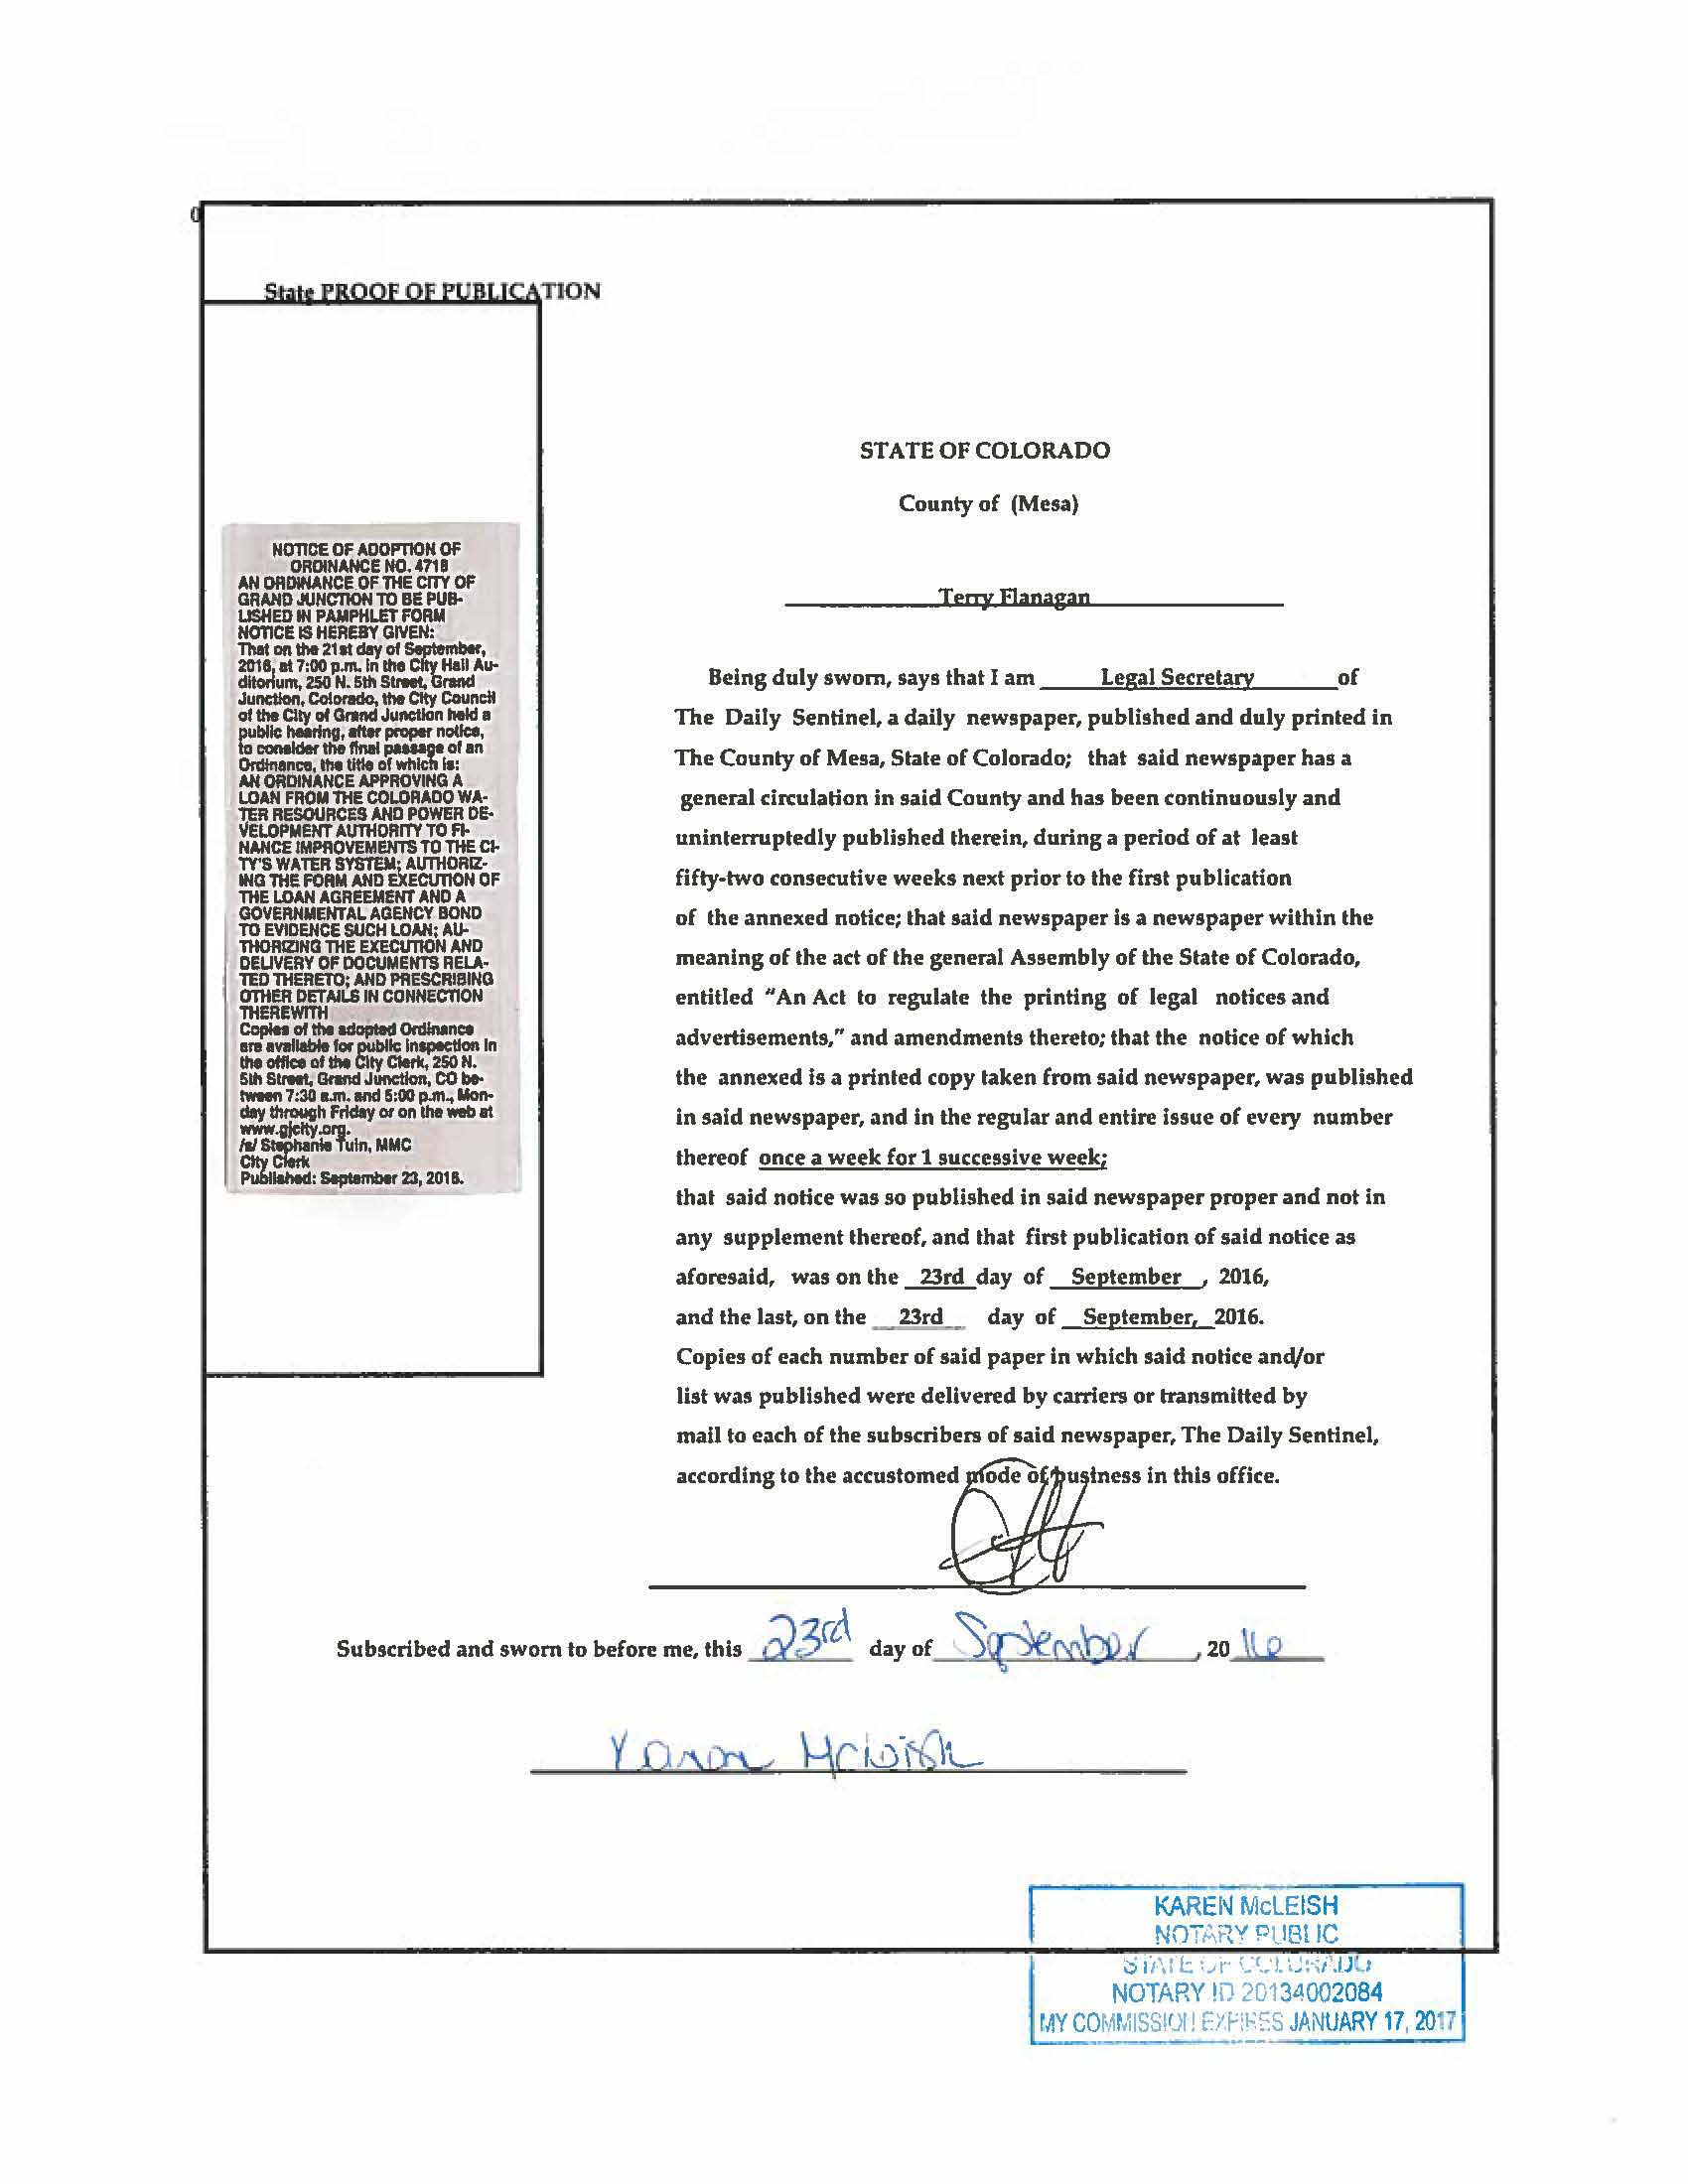 State PROOF OF PUBLICATION
NOTICE OF ADOPTION OF
ORDINANCE NO. 4718
AN ORDINANCE OF THE CITY OF
GRAND JUNCTION TO BE PUB-
LISHED IN PAMPHLET FORM
NOTICE IS HEREBY GIVEN:
That on the 21st day of September,
2016, at 7:00 p.m. in the City Hall Au-
ditorium, 250 N. 5th Street, Grand
Junction, Colorado, the City Council
of the City of Grand Junction held a
public hearing, after proper notice,
to consider the final passage of an
Ordinance, the title of which is:
AN ORDINANCE APPROVING A
LOAN FROM THE COLORADO WA-
TER RESOURCES AND POWER DE-
VELOPMENT AUTHORITY TO FI-
NANCE IMPROVEMENTS TO THE CI-
TY'S WATER SYSTEM; AUTHORIZ-
ING THE FORM AND EXECUTION OF
THE LOAN AGREEMENT AND A
GOVERNMENTAL AGENCY BOND
TO EVIDENCE SUCH LOAN; AU-
THORIZING THE EXECUTION AND
DELIVERY OF DOCUMENTS RELA-
TED THERETO; AND PRESCRIBING
OTHER DETAILS IN CONNECTION
THEREWITH
Copies of the adopted Ordinance
are available for public inspection in
the office of the City Clerk, 250 N.
5th Street, Grand Junction, CO be-
tween 7:30 a.m. and 5:00 p.m., Mon-
day through Friday or on the web at
www.gjcity.org.
/s/ Stephanie Tuin, MMC
City Clerk
Published: September 23, 2016.
STATE OF COLORADO
County of (Mesa)
Terry Flanagan
Being duly sworn, says that I am Legal Secretary of
The Daily Sentinel, a daily newspaper, published and duly printed in
The County of Mesa, State of Colorado; that said newspaper has a
general circulation in said County and has been continuously and
uninterruptedly published therein, during a period of at least
fifty-two consecutive weeks next prior to the first publication
of the annexed notice; that said newspaper is a newspaper within the
meaning of the act of the general Assembly of the State of Colorado,
entitled "An Act to regulate the printing of legal notices and
advertisements," and amendments thereto; that the notice of which
the annexed is a printed copy taken from said newspaper, was published
in said newspaper, and in the regular and entire issue of every number
thereof once a week for 1 successive week;
that said notice was so published in said newspaper proper and not in
any supplement thereof, and that first publication of said notice as
aforesaid, was on the 23rd day of September, 2016,
and the last, on the 23rd day of September, 2016.
Copies of each number of said paper in which said notice and/or
list was published were delivered by carriers or transmitted by
mail to each of the subscribers of said newspaper, The Daily Sentinel,
according to the accustomed mode of business in this office.
Subscribed and sworn to before me, this 23rd day of September, 20 16
Karen McLeish
KAREN McLEISH
NOTARY PUBLIC
STATE OF COLORADO
NOTARY ID 20134002084
MY COMMISSION EXPIRES JANUARY 17, 2017